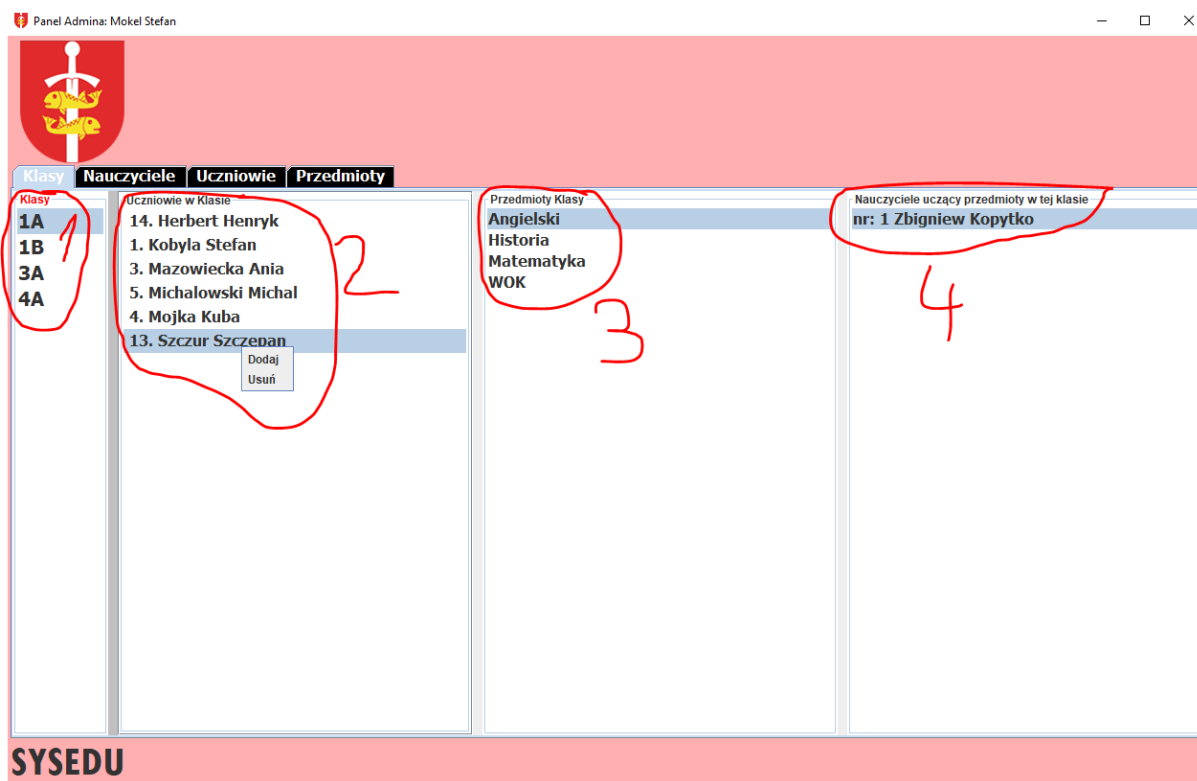 Panel Admina: Mokel Stefan
Klasy Nauczyciele Uczniowie Przedmioty
Klasy
1A
1B
3A
4A
1
Uczniowie w Klasie
14. Herbert Henryk
1. Kobyla Stefan
3. Mazowiecka Ania
5. Michalowski Michal
4. Mojka Kuba
13. Szczur Szczepan
Dodaj
Usuń
2
Przedmioty Klasy
Angielski
Historia
Matematyka
WOK
3
Nauczyciele uczący przedmioty w tej klasie
nr: 1 Zbigniew Kopytko
4
SYSEDU